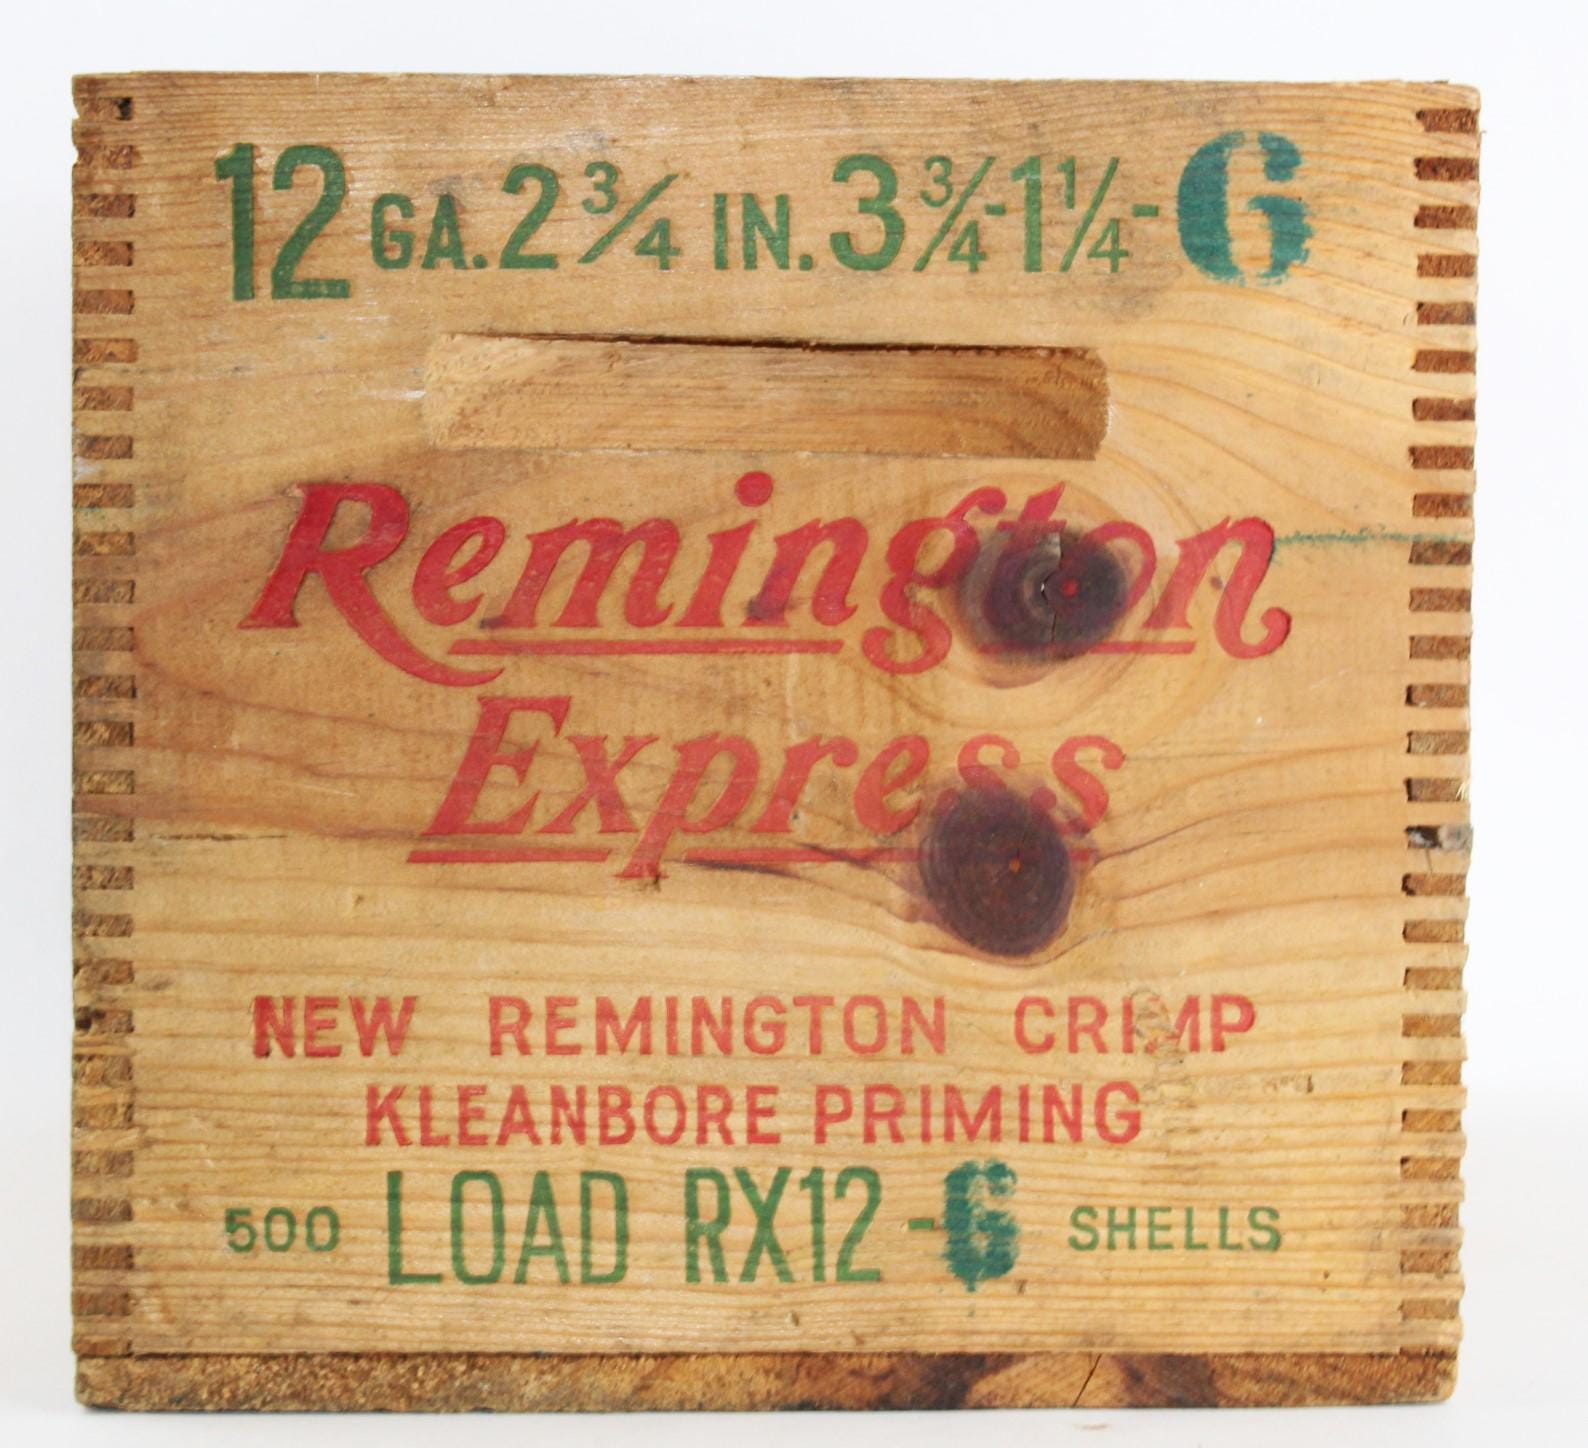 12 GA. 2 3/4 IN. 3 3/4-1 1/4-6
Remington
Express
NEW REMINGTON CRIMP
KLEANBORE PRIMING
500 LOAD RX12-6 SHELLS